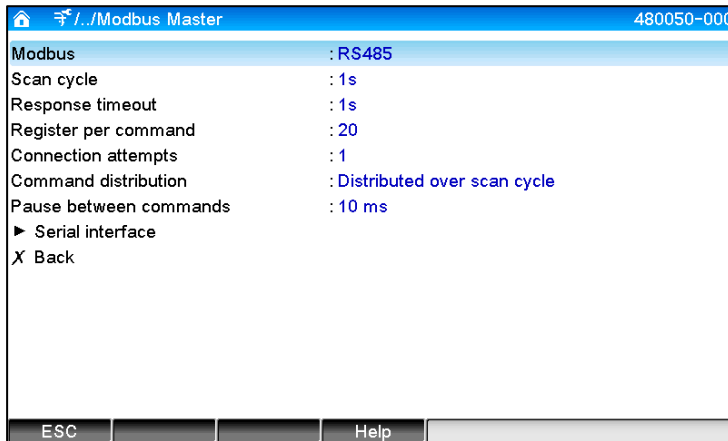 /../Modbus Master 480050-000
Modbus : RS485
Scan cycle : 1s
Response timeout : 1s
Register per command : 20
Connection attempts : 1
Command distribution : Distributed over scan cycle
Pause between commands : 10 ms
► Serial interface
X Back
ESC Help